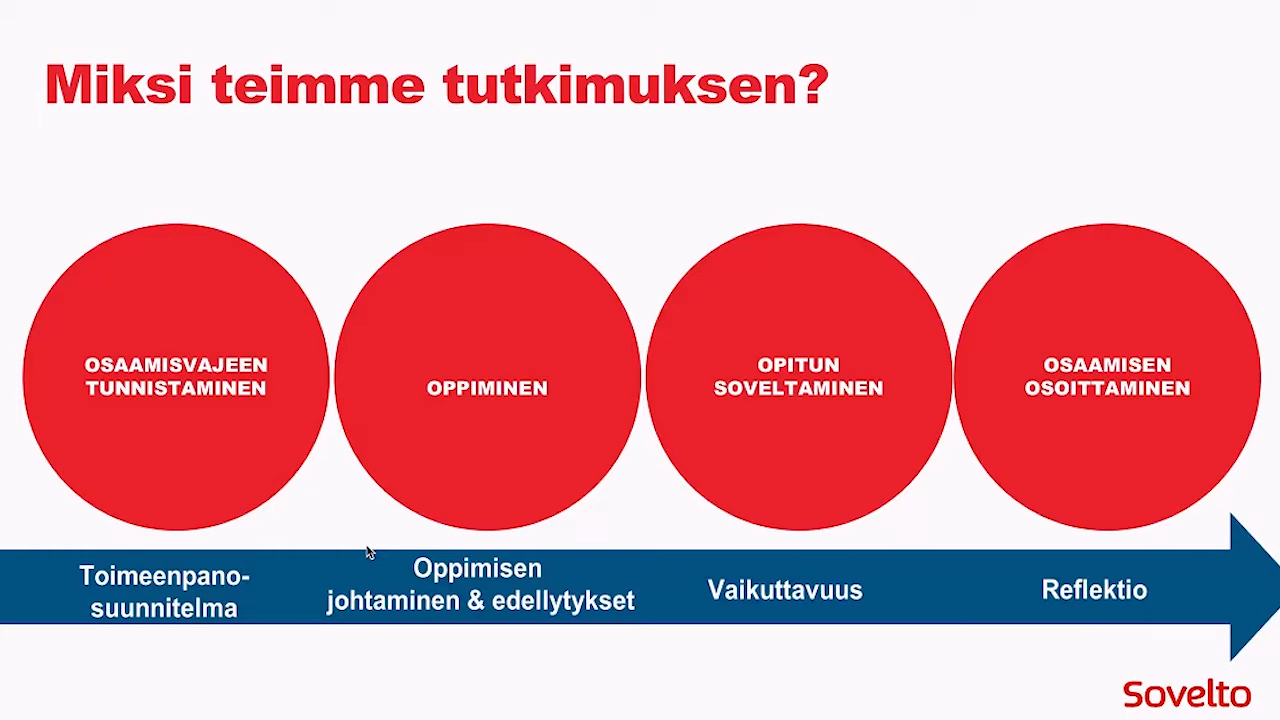 Miksi teimme tutkimuksen?
OSAAMISVAJEEN
TUNNISTAMINEN
OPPIMINEN
OPITUN
SOVELTAMINEN
OSAAMISEN
OSOITTAMINEN
Toimeenpano-
suunnitelma
Oppimisen
johtaminen & edellytykset
Vaikuttavuus
Reflektio
Sovelto